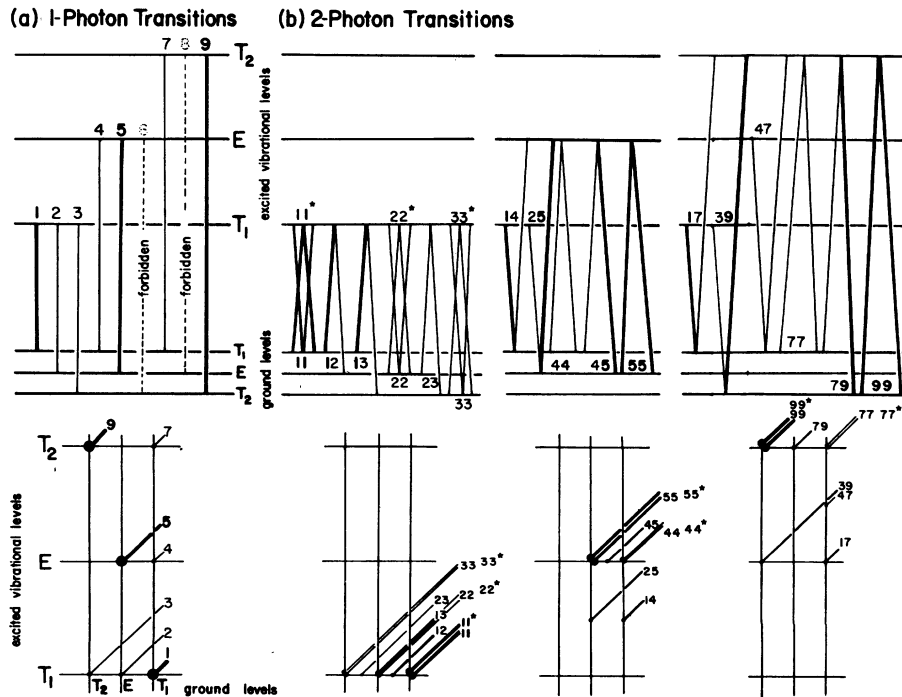 (a) 1-Photon Transitions
(b) 2-Photon Transitions
7 8 9
T₂
4 5 6
E
47
1 2 3
T₁
11* 22* 33*
14 25
17 39
excited vibrational levels
forbidden
forbidden
T₁
E
T₂
ground levels
11 12 13 22 23 33
44 45 55
77 79 99
9 7
T₂
5
4
E
3
2
1
T₁
T₂ E T₁ ground levels
excited vibrational levels
33 33*
23 22 22*
13
12 11*
11
55 55*
45
44 44*
25
14
99*
99 79 77 77*
39
47
17